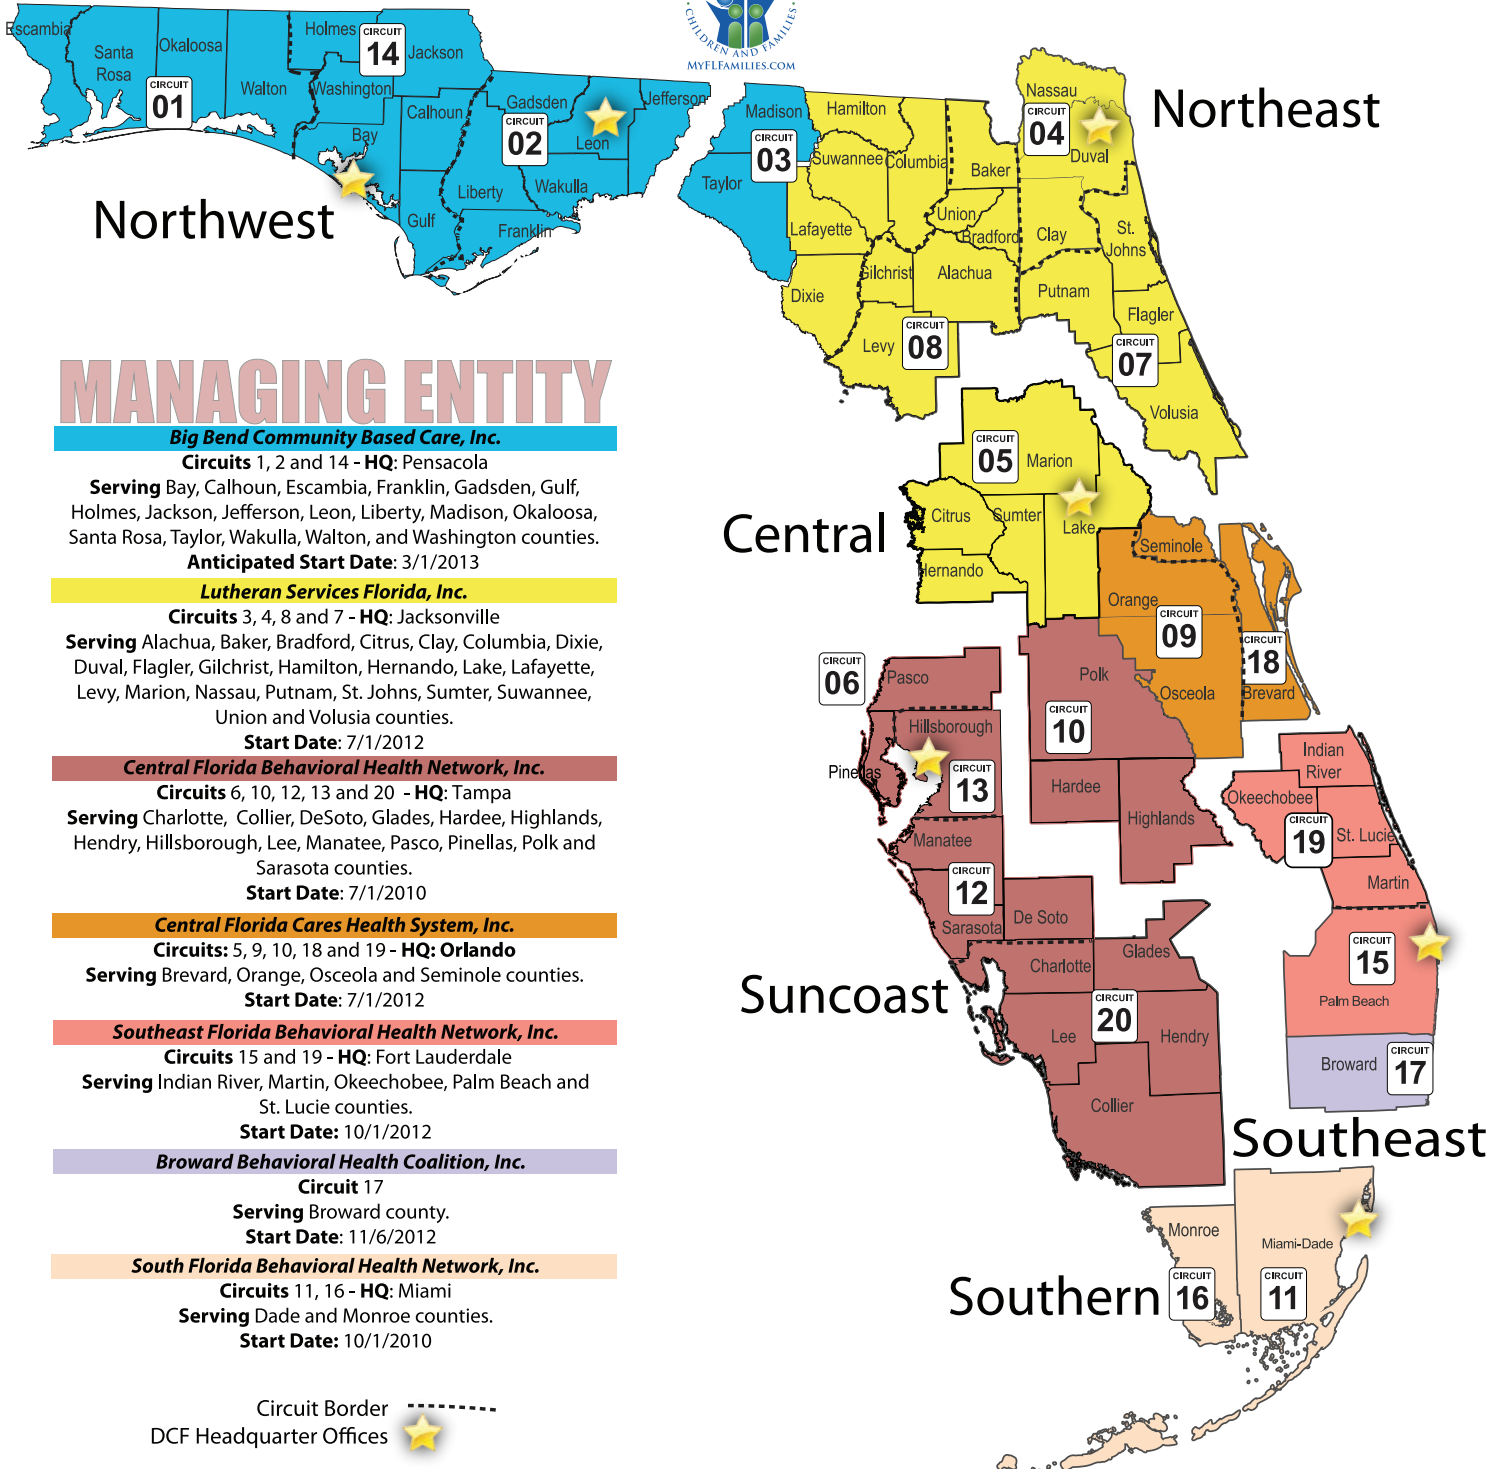 CHILDREN AND FAMILIES
MYFLFAMILIES.COM
Escambia
Santa
Rosa
Okaloosa
CIRCUIT
01
Walton
Holmes
CIRCUIT
14
Jackson
Washington
Calhoun
Bay
Gulf
Gadsden
CIRCUIT
02
Leon
Jefferson
Liberty
Wakulla
Franklin
Northwest
Madison
CIRCUIT
03
Taylor
Hamilton
Suwannee
Columbia
Lafayette
Dixie
Baker
Union
Bradford
Gilchrist
Alachua
Levy
CIRCUIT
08
Nassau
CIRCUIT
04
Duval
Clay
St.
Johns
Putnam
Flagler
CIRCUIT
07
Volusia
Northeast
MANAGING ENTITY
Big Bend Community Based Care, Inc.
Circuits 1, 2 and 14 - HQ: Pensacola
Serving Bay, Calhoun, Escambia, Franklin, Gadsden, Gulf,
Holmes, Jackson, Jefferson, Leon, Liberty, Madison, Okaloosa,
Santa Rosa, Taylor, Wakulla, Walton, and Washington counties.
Anticipated Start Date: 3/1/2013
Lutheran Services Florida, Inc.
Circuits 3, 4, 8 and 7 - HQ: Jacksonville
Serving Alachua, Baker, Bradford, Citrus, Clay, Columbia, Dixie,
Duval, Flagler, Gilchrist, Hamilton, Hernando, Lake, Lafayette,
Levy, Marion, Nassau, Putnam, St. Johns, Sumter, Suwannee,
Union and Volusia counties.
Start Date: 7/1/2012
Central Florida Behavioral Health Network, Inc.
Circuits 6, 10, 12, 13 and 20 - HQ: Tampa
Serving Charlotte, Collier, DeSoto, Glades, Hardee, Highlands,
Hendry, Hillsborough, Lee, Manatee, Pasco, Pinellas, Polk and
Sarasota counties.
Start Date: 7/1/2010
Central Florida Cares Health System, Inc.
Circuits: 5, 9, 10, 18 and 19 - HQ: Orlando
Serving Brevard, Orange, Osceola and Seminole counties.
Start Date: 7/1/2012
Southeast Florida Behavioral Health Network, Inc.
Circuits 15 and 19 - HQ: Fort Lauderdale
Serving Indian River, Martin, Okeechobee, Palm Beach and
St. Lucie counties.
Start Date: 10/1/2012
Broward Behavioral Health Coalition, Inc.
Circuit 17
Serving Broward county.
Start Date: 11/6/2012
South Florida Behavioral Health Network, Inc.
Circuits 11, 16 - HQ: Miami
Serving Dade and Monroe counties.
Start Date: 10/1/2010
Circuit Border
DCF Headquarter Offices
Central
CIRCUIT
05
Marion
Citrus
Sumter
Lake
Hernando
Seminole
Orange
CIRCUIT
09
Osceola
CIRCUIT
18
Brevard
CIRCUIT
06
Pasco
Hillsborough
Pinellas
CIRCUIT
13
Manatee
CIRCUIT
12
Sarasota
Polk
CIRCUIT
10
Hardee
Highlands
De Soto
Charlotte
Glades
CIRCUIT
20
Lee
Hendry
Collier
Suncoast
Indian
River
Okeechobee
CIRCUIT
19
St. Lucie
Martin
CIRCUIT
15
Palm Beach
Broward
CIRCUIT
17
Southeast
Monroe
Miami-Dade
CIRCUIT
16
CIRCUIT
11
Southern